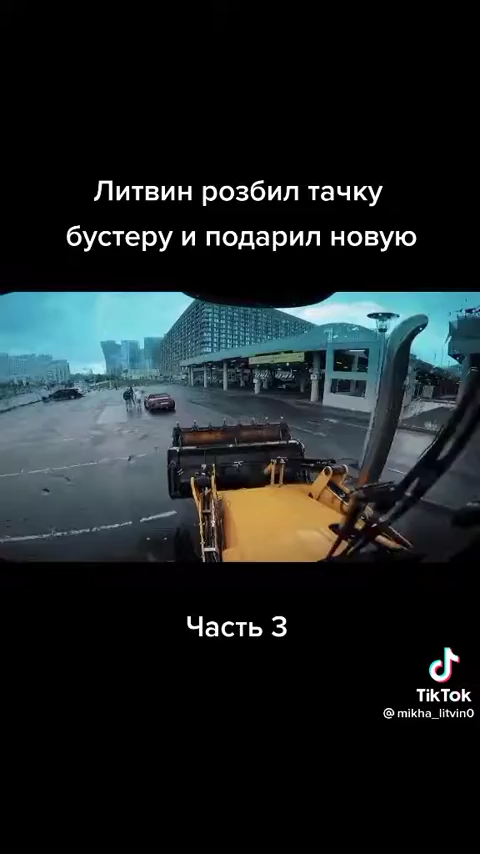 Литвин розбил тачку
бустеру и подарил новую
Часть 3
TikTok
@mikha_litvin0